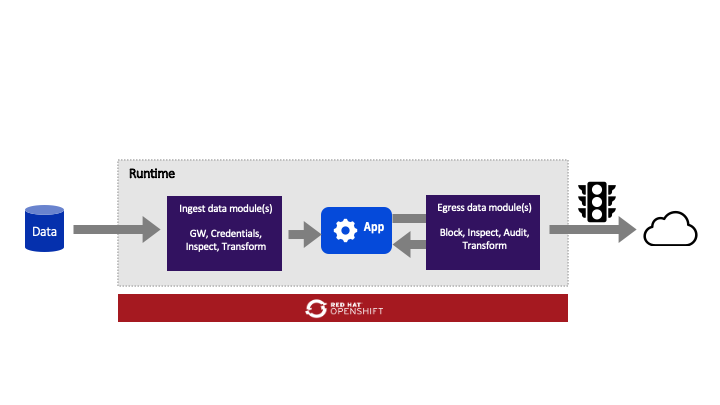 Runtime
Data
Ingest data module(s)
GW, Credentials,
Inspect, Transform
App
Egress data module(s)
Block, Inspect, Audit,
Transform
RED HAT
OPENSHIFT